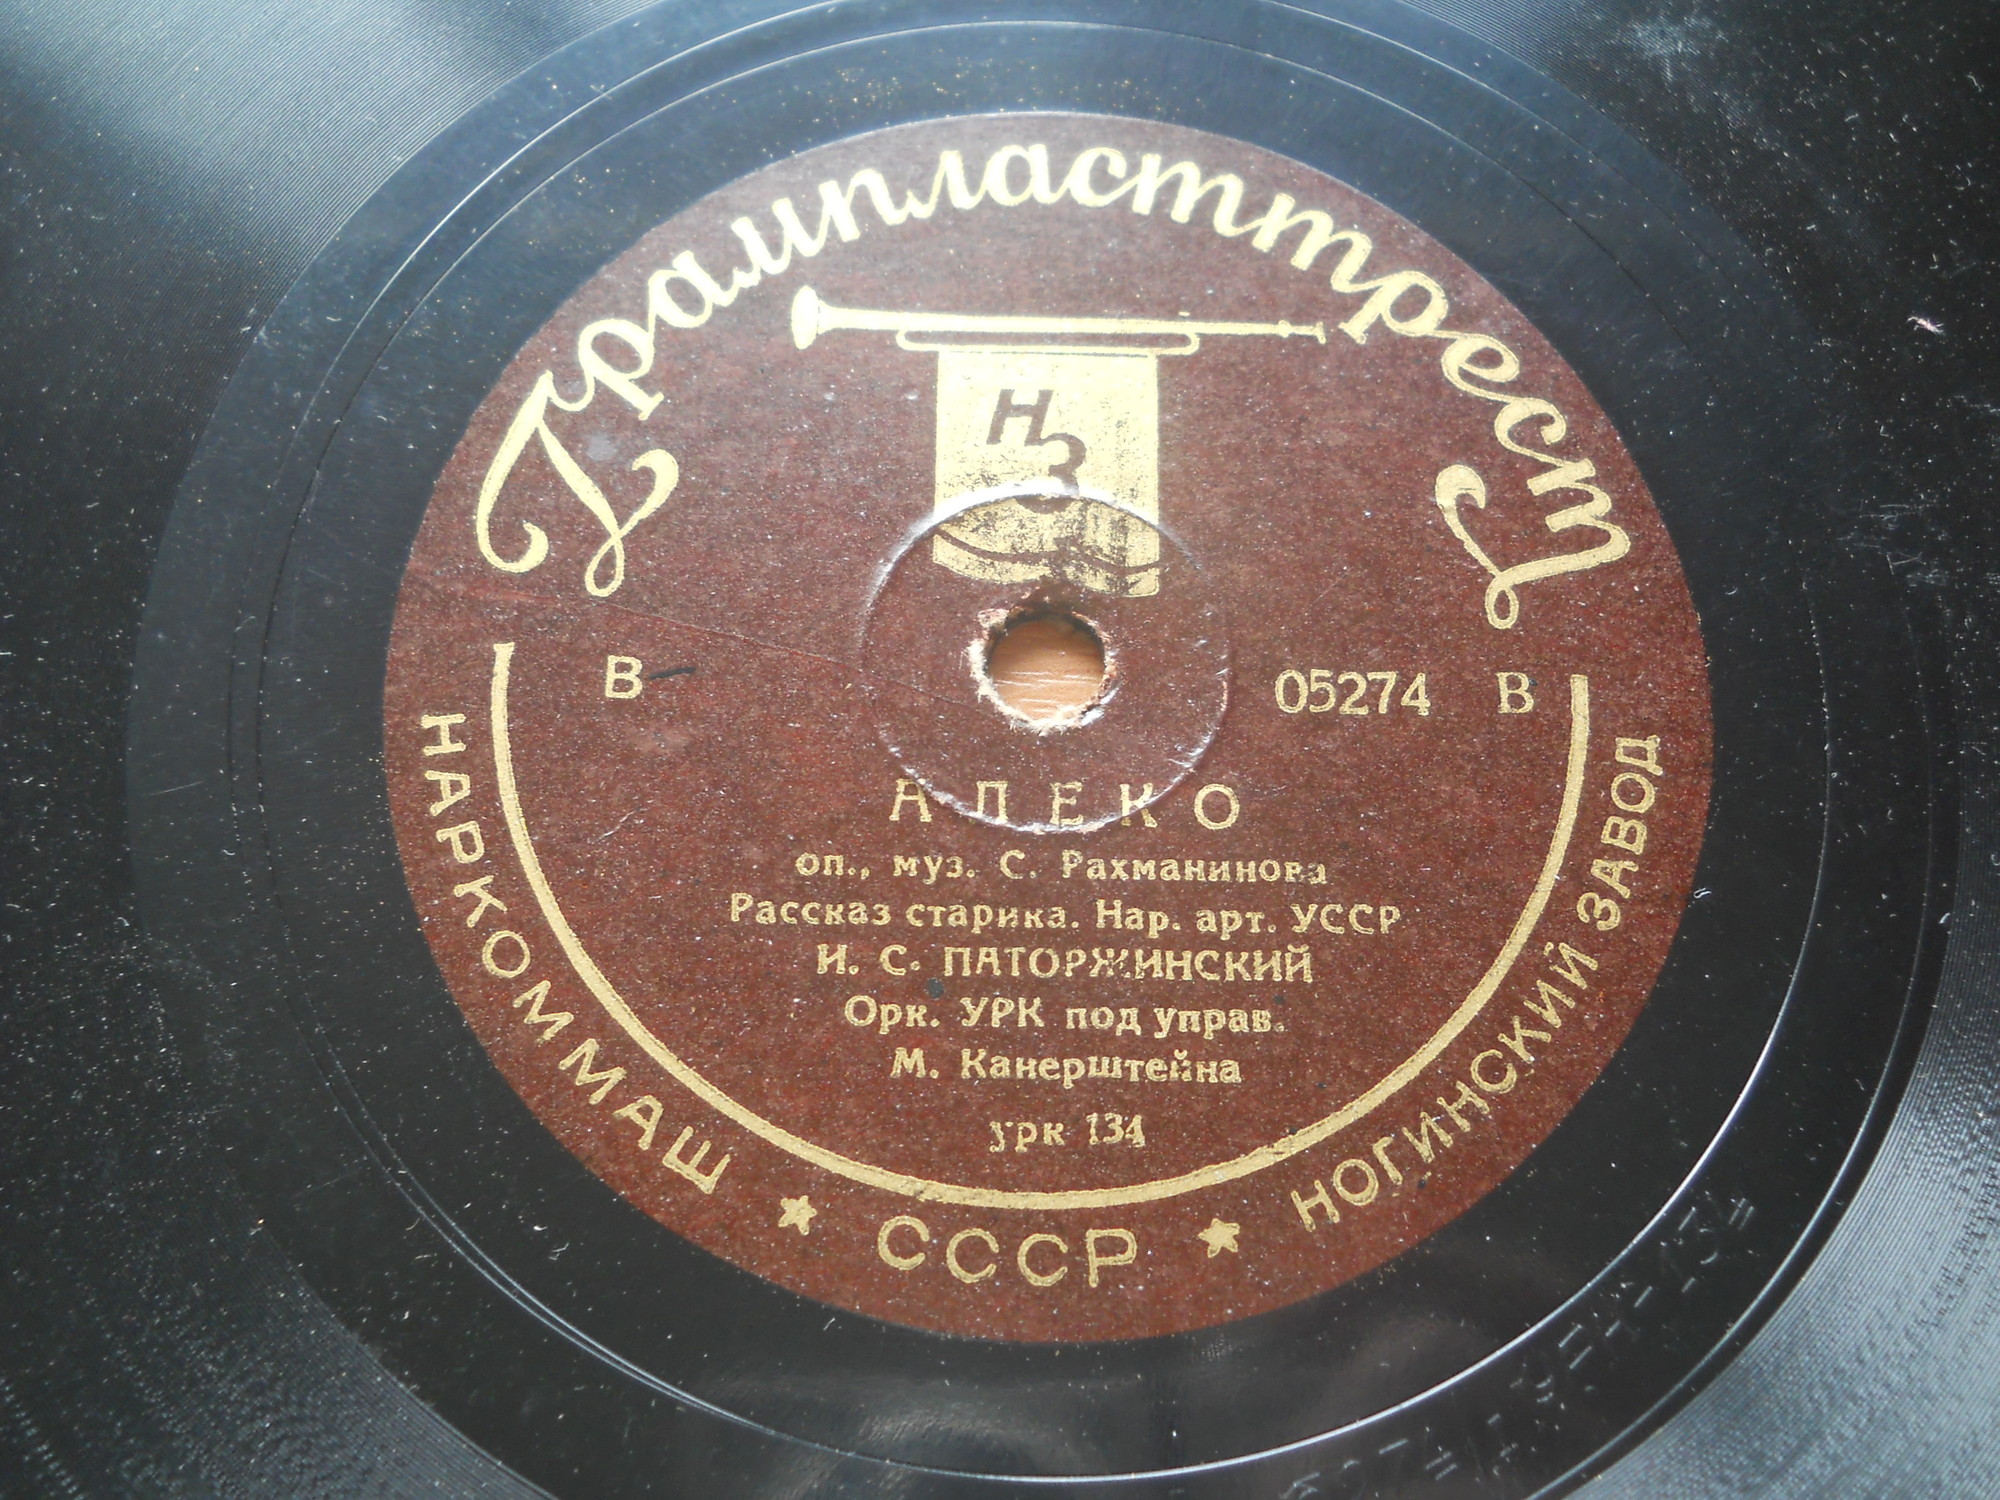 Грампласттрест
НЗ
В 05274 В
АЛЕКО
оп., муз. С. Рахманинова
Рассказ старика. Нар. арт. УССР
И. С. ПАТОРЖИНСКИЙ
Орк. УРК под управ.
М. Канерштейна
урк 134
НАРКОММАШ ★ СССР ★ НОГИНСКИЙ ЗАВОД